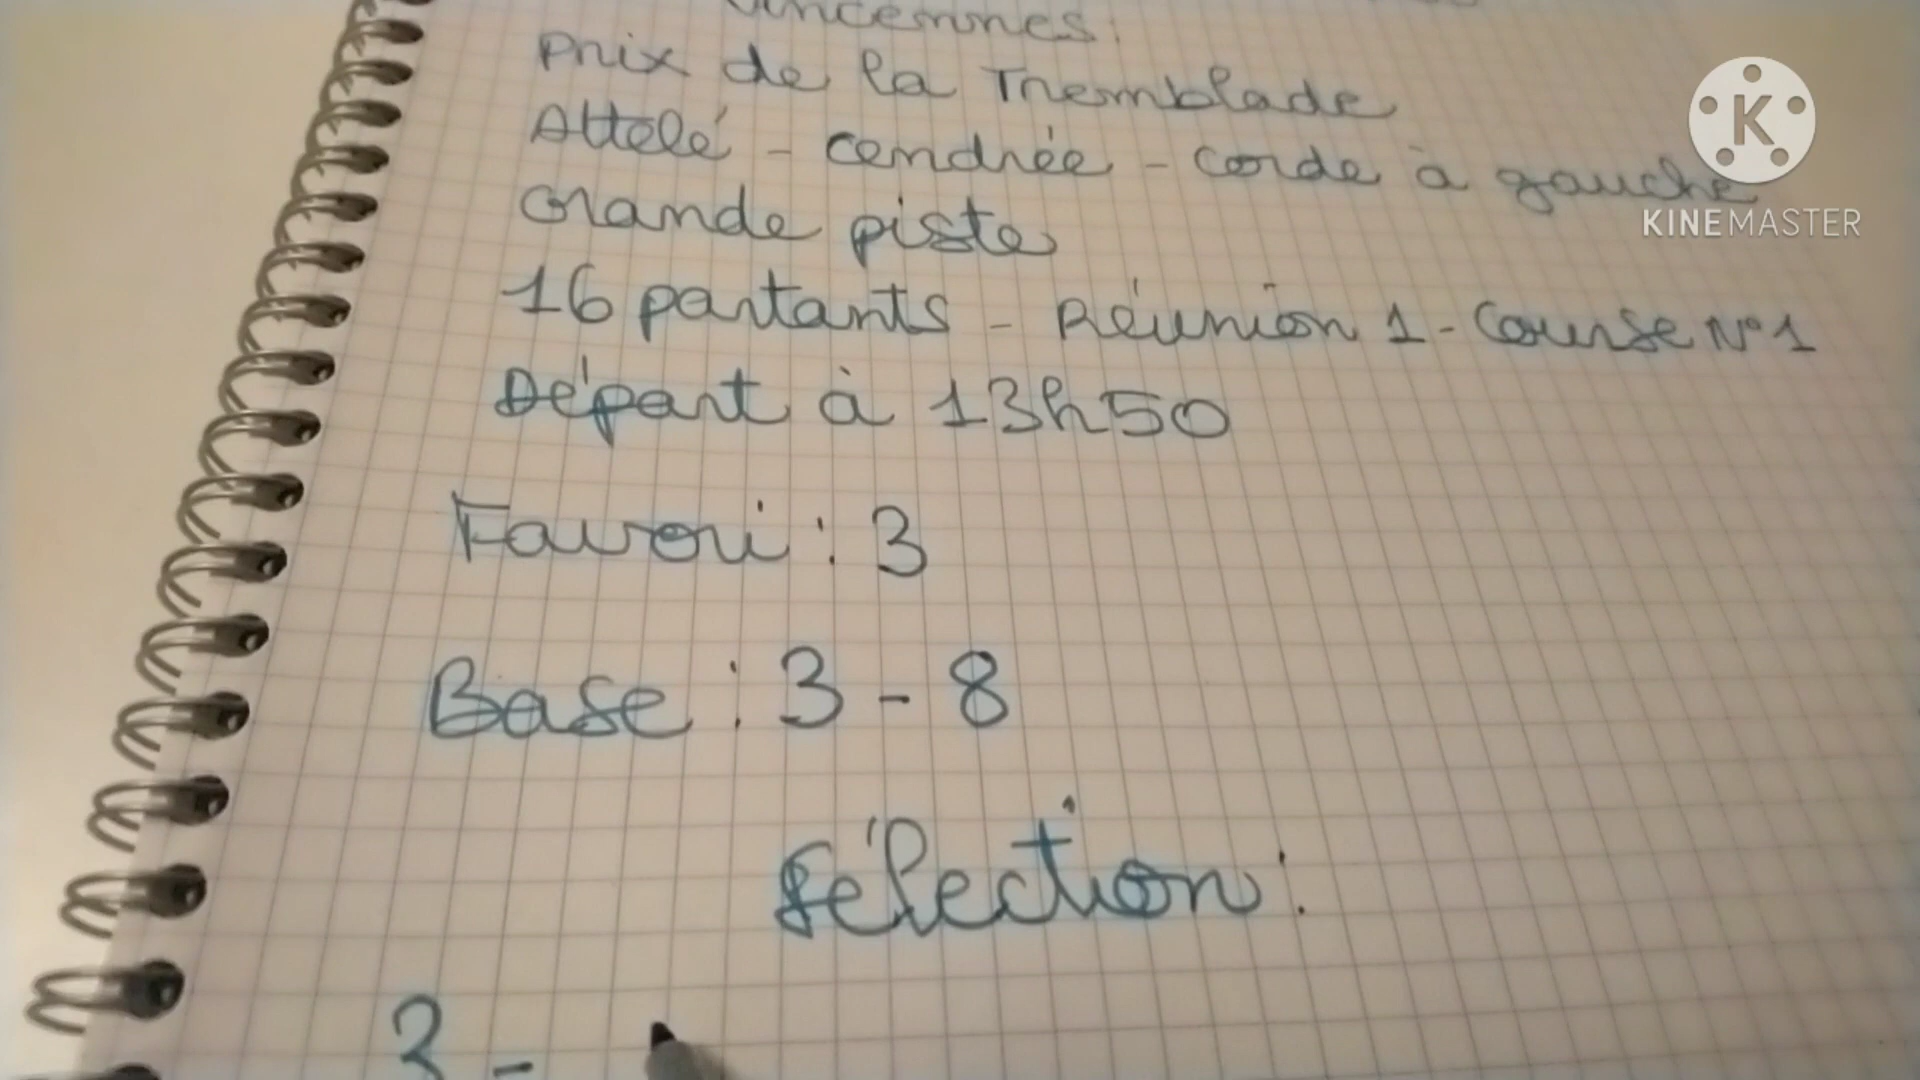 Vincennes:
Prix de la Tremblade
Attelé - Cendrée - Corde à gauche
Grande piste
16 partants - Réunion 1 - Course N°1
Départ à 13h50
Favori : 3
Base : 3 - 8
Sélection :
3 -
K
KINEMASTER